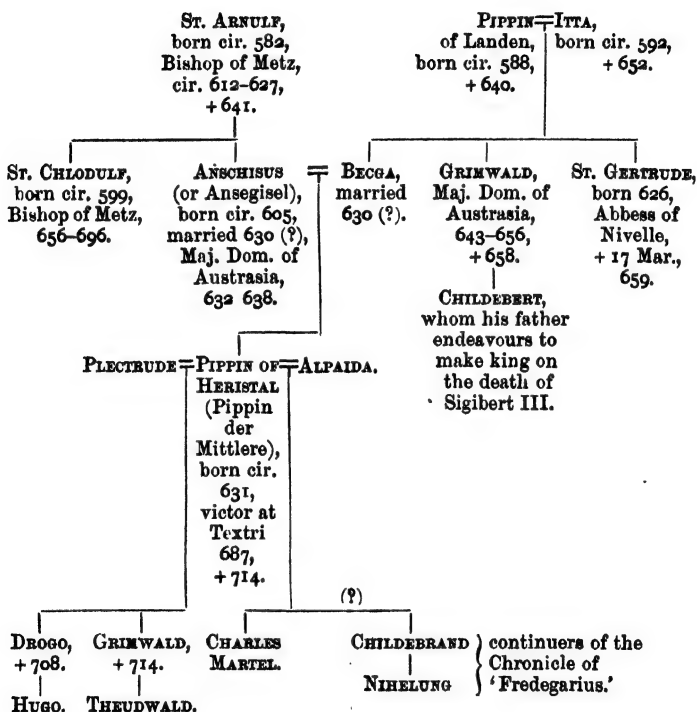 ST. ARNULF,
born cir. 582,
Bishop of Metz,
cir. 612–627,
+641.
PIPPIN = ITTA,
of Landen, born cir. 592,
born cir. 588, +652.
+640.
ST. CHLODULF,
born cir. 599,
Bishop of Metz,
656–696.
ANSCHISUS
(or Ansegisel),
born cir. 605,
married 630 (?),
Maj. Dom. of
Austrasia,
632 638.
=
BEGGA,
married
630 (?).
GRIMWALD,
Maj. Dom. of
Austrasia,
643–656,
+658.
ST. GERTRUDE,
born 626,
Abbess of
Nivelle,
+ 17 Mar.,
659.
CHILDEBERT,
whom his father
endeavours to
make king on
the death of
Sigibert III.
PLECTRUDE = PIPPIN OF = ALPAIDA.
HERISTAL
(Pippin
der
Mittlere),
born cir.
631,
victor at
Textri
687,
+714.
(?)
DROGO,
+708.
HUGO.
GRIMWALD,
+714.
THEUDWALD.
CHARLES
MARTEL.
CHILDEBRAND
NIHELUNG
continuers of the
Chronicle of
'Fredegarius.'